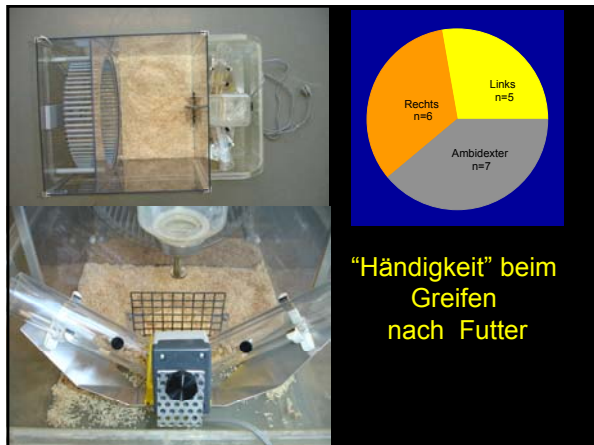 Links
n=5
Rechts
n=6
Ambidexter
n=7
“Händigkeit” beim
Greifen
nach Futter